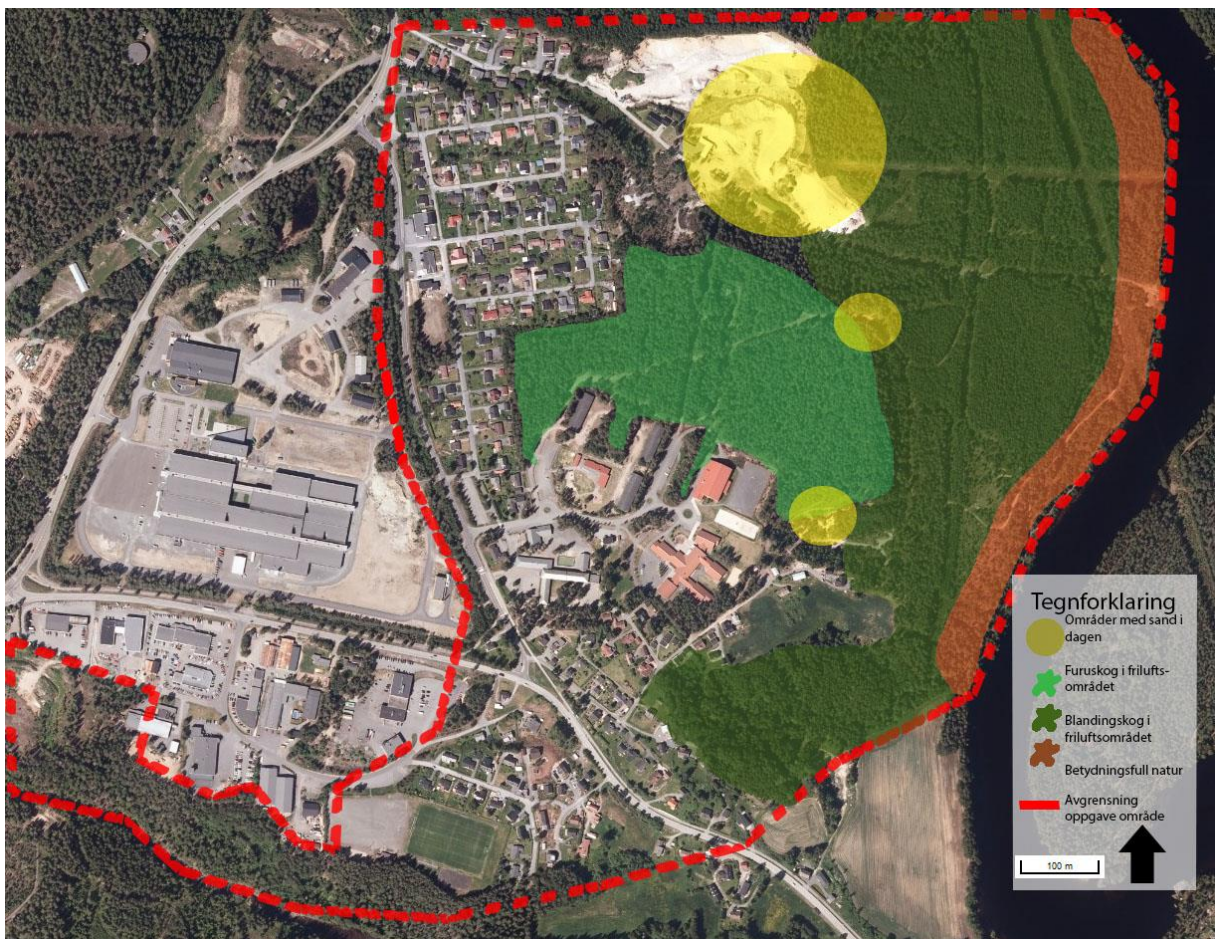 Tegnforklaring
Områder med sand i
dagen
Furuskog i frilufts-
området
Blandingskog i
friluftsområdet
Betydningsfull natur
Avgrensning
oppgave område
100 m